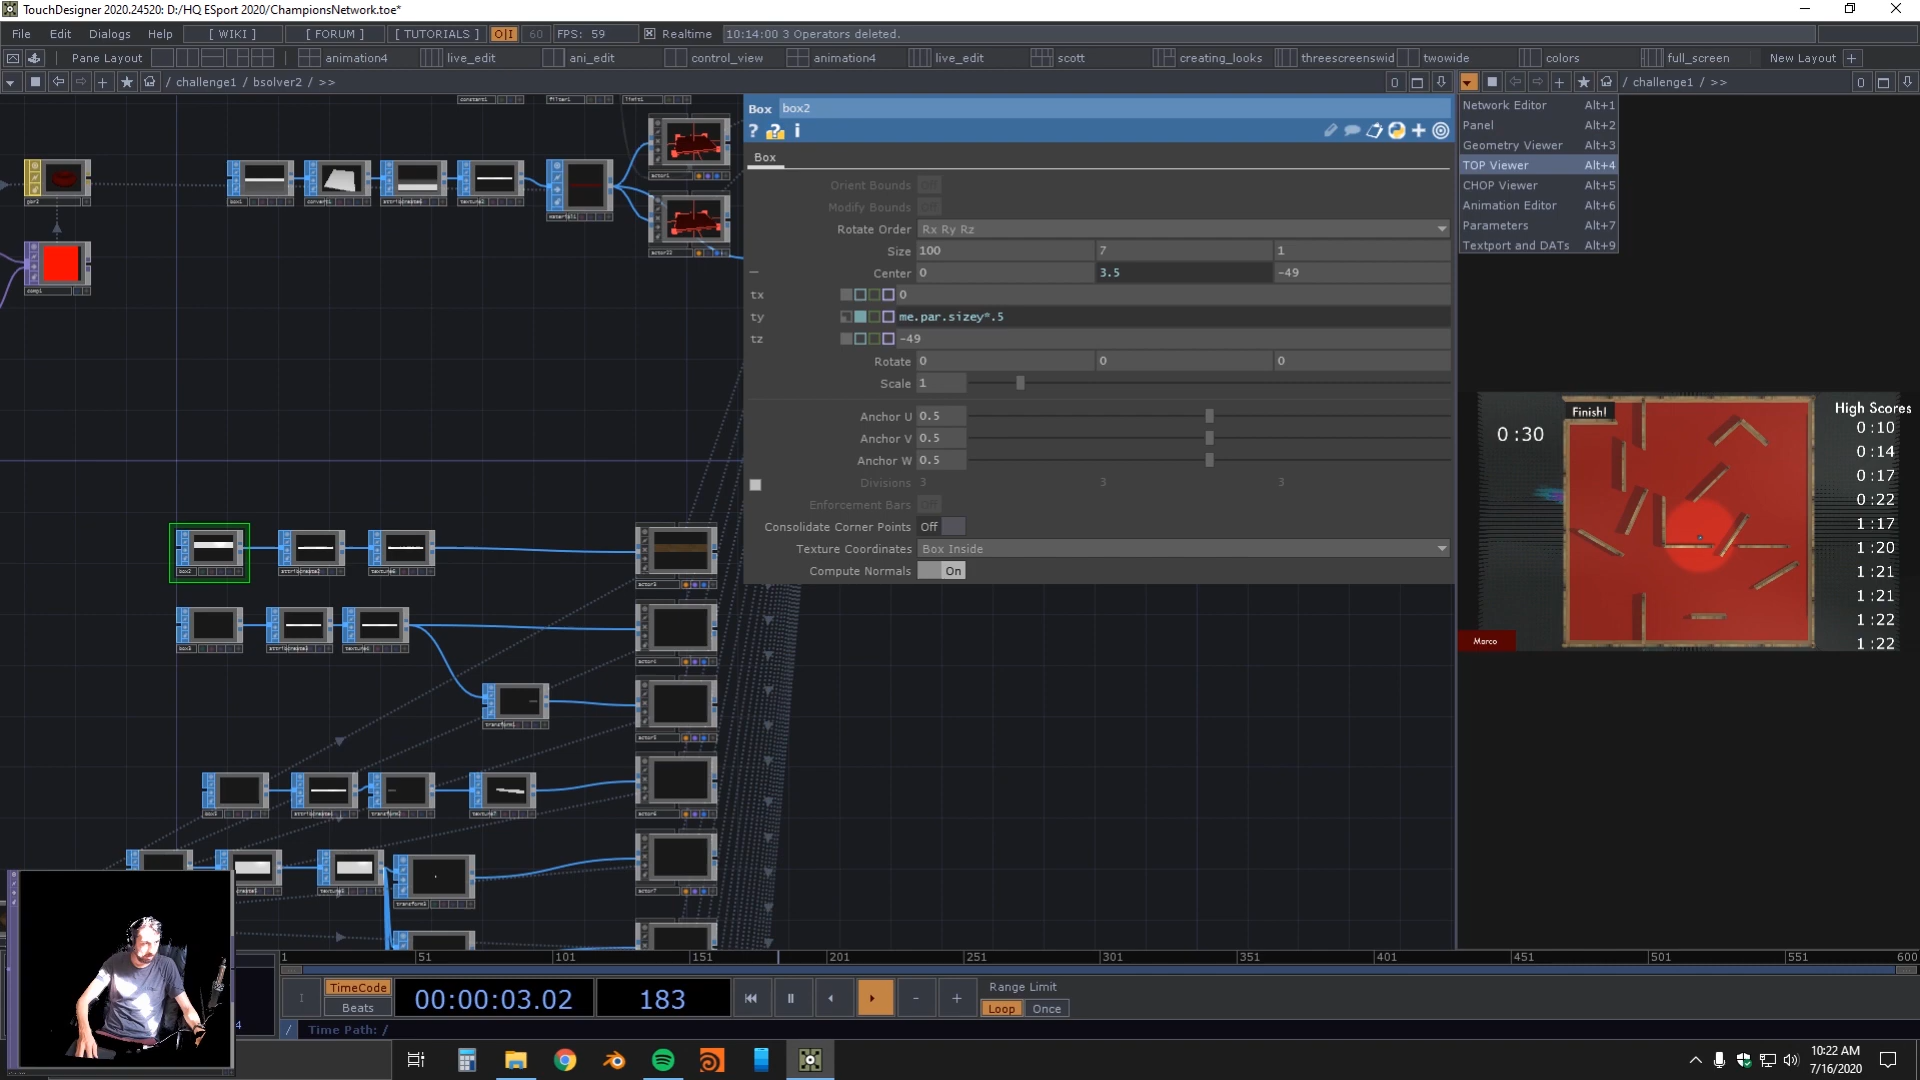 TouchDesigner 2020.24520: D:/HQ ESport 2020/ChampionsNetwork.toe*
File Edit Dialogs Help [ WIKI ] [ FORUM ] [ TUTORIALS ] O|I 60 FPS: 59 Realtime 10:14:00 3 Operators deleted.
Pane Layout animation4 live_edit ani_edit control_view animation4 live_edit scott creating_looks threescreenswid twowide colors full_screen New Layout +
/ challenge1 / bsolver2 / >> 0
/ challenge1 / >> 0
Box box2
? i
Box
Orient Bounds Off
Modify Bounds Off
Rotate Order Rx Ry Rz
Size 100 7 1
Center 0 3.5 -49
tx 0
ty me.par.sizey*.5
tz -49
Rotate 0 0 0
Scale 1
Anchor U 0.5
Anchor V 0.5
Anchor W 0.5
Divisions 3 3 3
Enforcement Bars Off
Consolidate Corner Points Off
Texture Coordinates Box Inside
Compute Normals On
Network Editor Alt+1
Panel Alt+2
Geometry Viewer Alt+3
TOP Viewer Alt+4
CHOP Viewer Alt+5
Animation Editor Alt+6
Parameters Alt+7
Textport and DATs Alt+9
Finish!
0 :30
Marco
High Scores
0 :10
0 :14
0 :17
0 :22
1 :17
1 :20
1 :21
1 :21
1 :22
1 :22
1 51 101 151 201 251 301 351 401 451 501 551 600
TimeCode
Beats
00:00:03.02
183
- +
Range Limit
Loop Once
/ Time Path: /
10:22 AM
7/16/2020